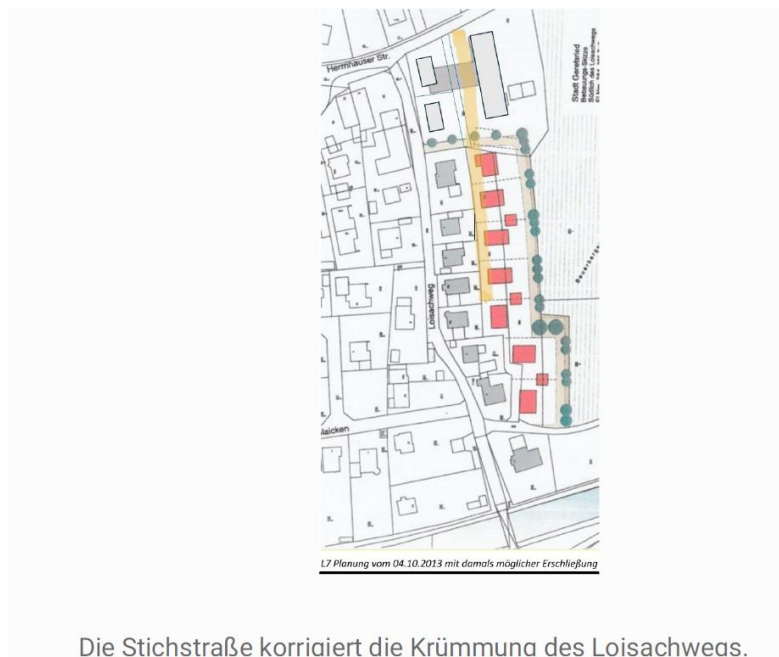 Herrnhauser Str.
Stadt Geretsried
Bebauungs-Skizze
Südlich des Loisachwegs
Loisachweg
L7 Planung vom 04.10.2013 mit damals möglicher Erschließung
Die Stichstraße korrigiert die Krümmung des Loisachwegs.